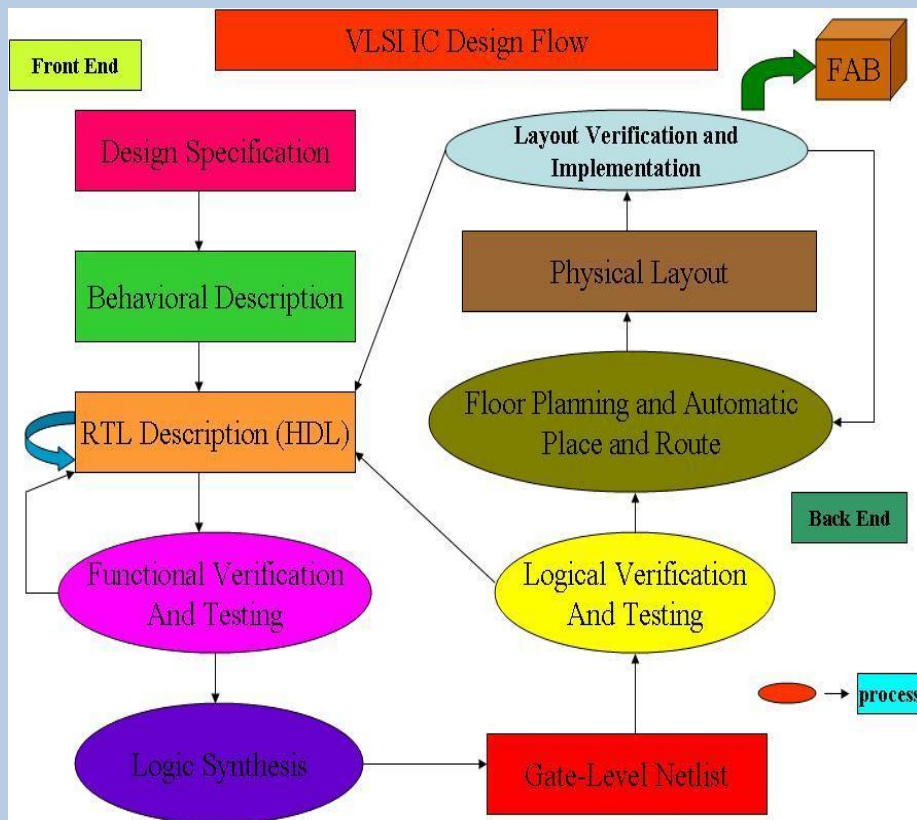 VLSI IC Design Flow
Front End
FAB
Design Specification
Layout Verification and
Implementation
Behavioral Description
Physical Layout
RTL Description (HDL)
Floor Planning and Automatic
Place and Route
Back End
Functional Verification
And Testing
Logical Verification
And Testing
process
Logic Synthesis
Gate-Level Netlist